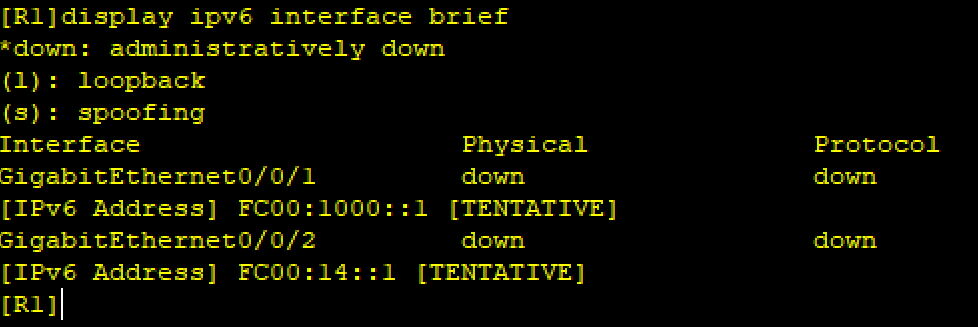 [R1]display ipv6 interface brief
*down: administratively down
(l): loopback
(s): spoofing
Interface Physical Protocol
GigabitEthernet0/0/1 down down
[IPv6 Address] FC00:1000::1 [TENTATIVE]
GigabitEthernet0/0/2 down down
[IPv6 Address] FC00:14::1 [TENTATIVE]
[R1]